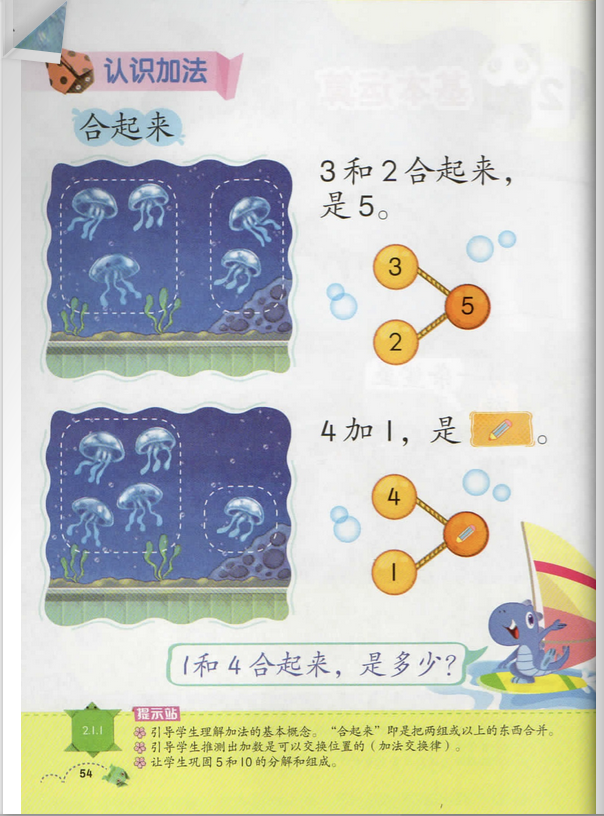 认识加法
合起来
3和2合起来，
是5。
3
5
2
4加1，是 。
4
1
1和4合起来，是多少？
提示站
2.1.1
引导学生理解加法的基本概念。“合起来”即是把两组或以上的东西合并。
引导学生推测出加数是可以交换位置的（加法交换律）。
让学生巩固5和10的分解和组成。
54